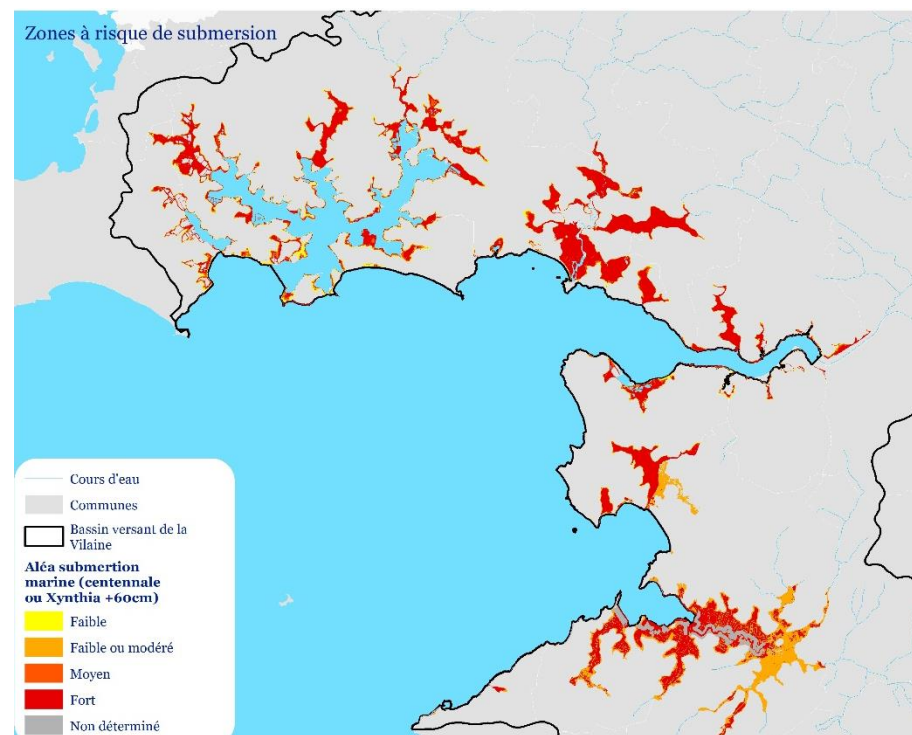 Zones à risque de submersion
Cours d'eau
Communes
Bassin versant de la
Vilaine
Aléa submertion
marine (centennale
ou Xynthia +60cm)
Faible
Faible ou modéré
Moyen
Fort
Non déterminé